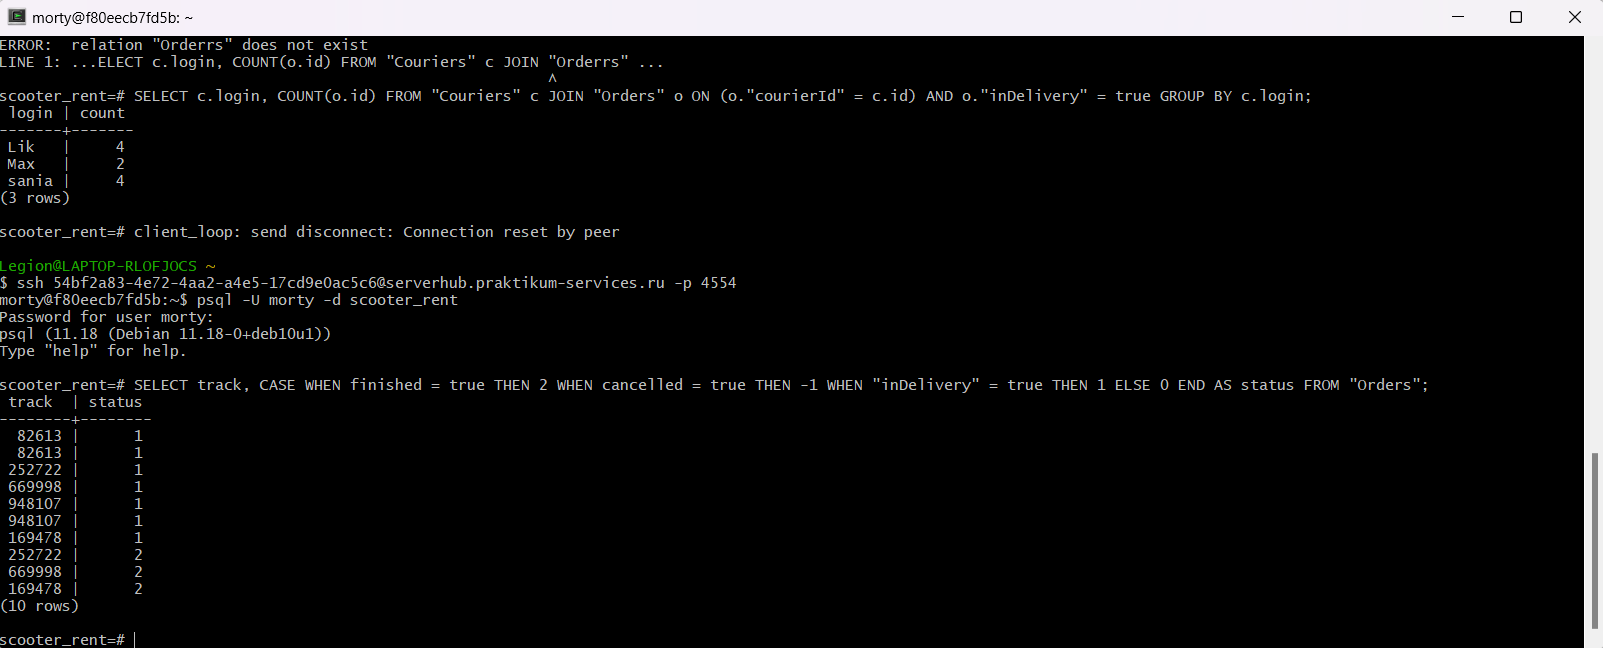 morty@f80eecb7fd5b: ~
ERROR:  relation "Orderrs" does not exist
LINE 1: ...ELECT c.login, COUNT(o.id) FROM "Couriers" c JOIN "Orderrs" ...
^
scooter_rent=# SELECT c.login, COUNT(o.id) FROM "Couriers" c JOIN "Orders" o ON (o."courierId" = c.id) AND o."inDelivery" = true GROUP BY c.login;
login | count
-------+-------
Lik   |     4
Max   |     2
sania |     4
(3 rows)
scooter_rent=# client_loop: send disconnect: Connection reset by peer
Legion@LAPTOP-RLOFJOCS ~
$ ssh 54bf2a83-4e72-4aa2-a4e5-17cd9e0ac5c6@serverhub.praktikum-services.ru -p 4554
morty@f80eecb7fd5b:~$ psql -U morty -d scooter_rent
Password for user morty:
psql (11.18 (Debian 11.18-0+deb10u1))
Type "help" for help.
scooter_rent=# SELECT track, CASE WHEN finished = true THEN 2 WHEN cancelled = true THEN -1 WHEN "inDelivery" = true THEN 1 ELSE 0 END AS status FROM "Orders";
track  | status
--------+--------
82613 |      1
82613 |      1
252722 |      1
669998 |      1
948107 |      1
948107 |      1
169478 |      1
252722 |      2
669998 |      2
169478 |      2
(10 rows)
scooter_rent=#